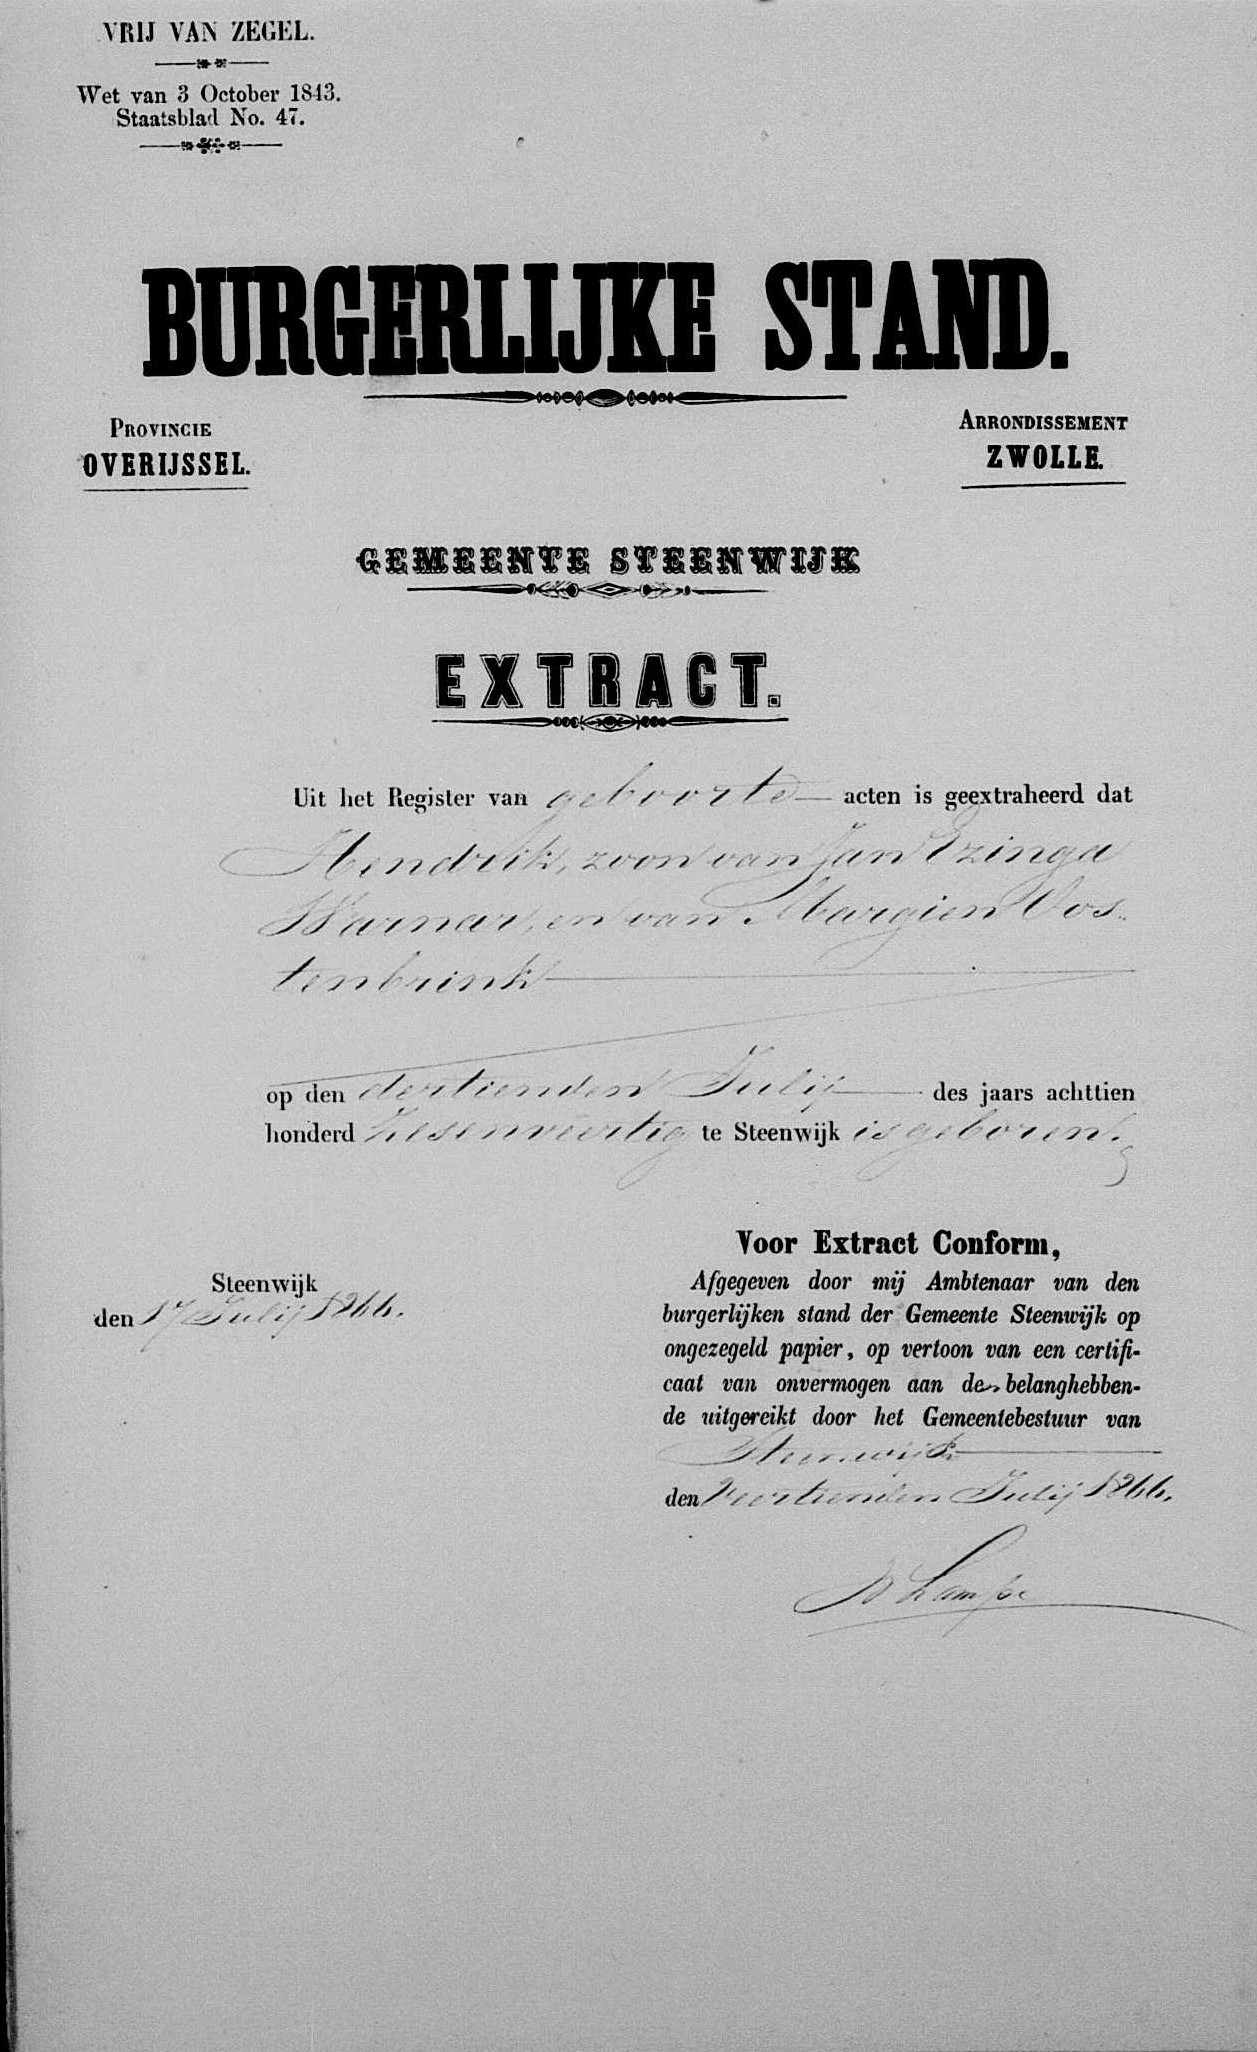 VRIJ VAN ZEGEL.
Wet van 3 October 1843.
Staatsblad No. 47.
BURGERLIJKE STAND.
PROVINCIE
OVERIJSSEL.
ARRONDISSEMENT
ZWOLLE.
GEMEENTE STEENWIJK
EXTRACT.
Uit het Register van geboorte acten is geextraheerd dat
Hendrik, zoon van Jan Ezinga
Warnar, en van Margien Oos-
tenbrink
op den dertienden Julij des jaars achttien
honderd zesenveertig te Steenwijk is geboren.
Steenwijk
den 17 Julij 1866.
Voor Extract Conform,
Afgegeven door mij Ambtenaar van den
burgerlijken stand der Gemeente Steenwijk op
ongezegeld papier, op vertoon van een certifi-
caat van onvermogen aan de belanghebben-
de uitgereikt door het Gemeentebestuur van
Steenwijk
den Veertienden Julij 1866.